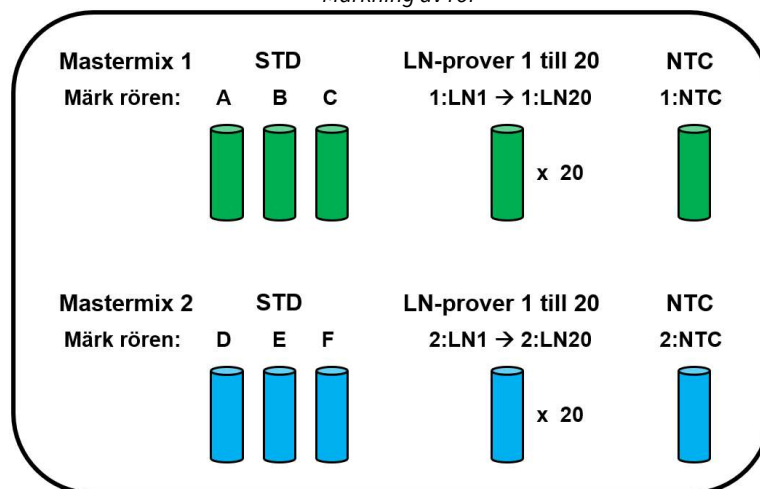 Märkning av rör
Mastermix 1 STD LN-prover 1 till 20 NTC
Märk rören: A B C 1:LN1 → 1:LN20 1:NTC
x 20
Mastermix 2 STD LN-prover 1 till 20 NTC
Märk rören: D E F 2:LN1 → 2:LN20 2:NTC
x 20